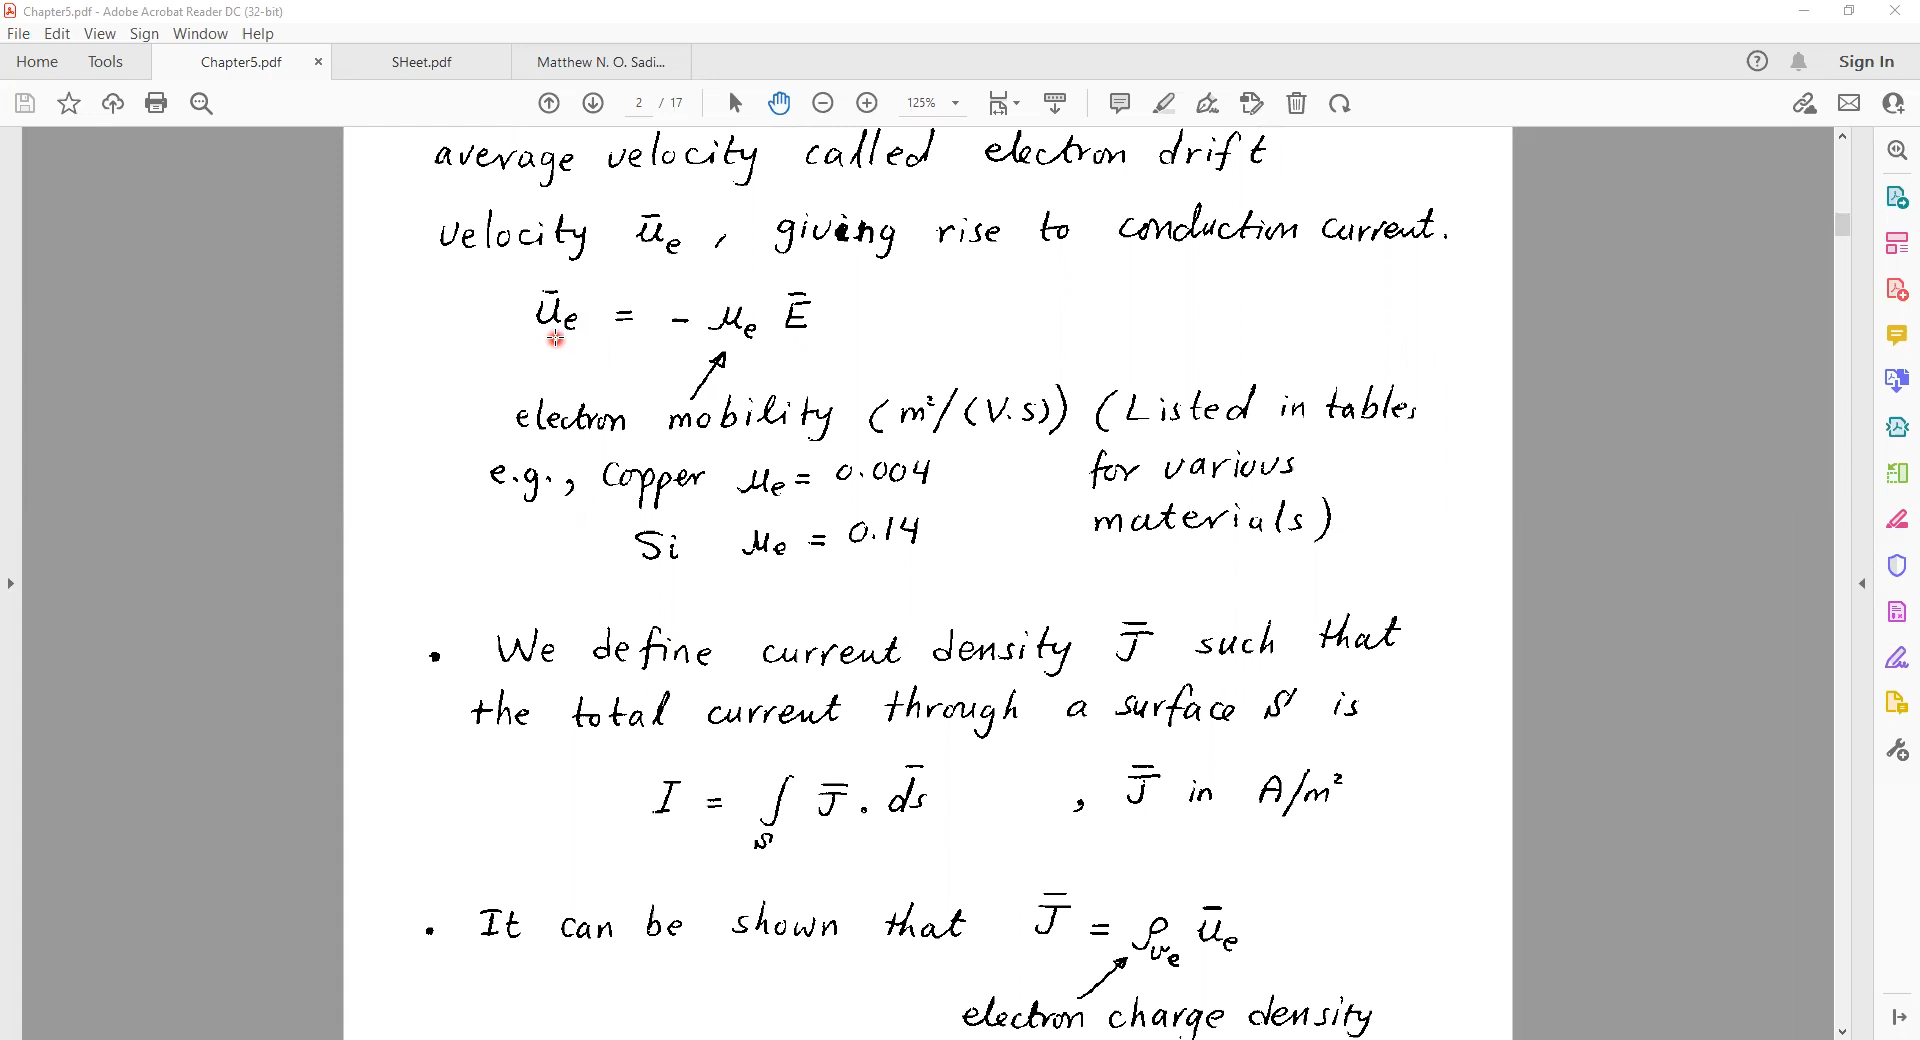 Chapter5.pdf - Adobe Acrobat Reader DC (32-bit)
File Edit View Sign Window Help
Home Tools Chapter5.pdf × SHeet.pdf Matthew N. O. Sadi... Sign In
2 / 17 125%
average velocity called electron drift
velocity ūₑ , giving rise to conduction current.
ūₑ = - μₑ Ē
electron mobility (m²/(V.s)) (Listed in tables
e.g., Copper μₑ = 0.004 for various
Si μₑ = 0.14 materials)
• We define current density J̄ such that
the total current through a surface S is
I = ∫ J̄ . d̄s , J̄ in A/m²
S
• It can be shown that J̄ = ρᵥₑ ūₑ
electron charge density